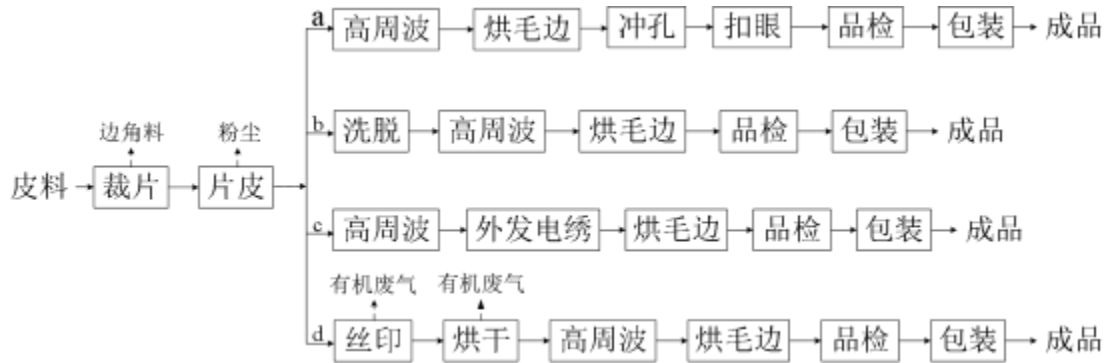 a 高周波 烘毛边 冲孔 扣眼 品检 包装 成品
边角料 粉尘
b 洗脱 高周波 烘毛边 品检 包装 成品
皮料 裁片 片皮
c 高周波 外发电绣 烘毛边 品检 包装 成品
有机废气 有机废气
d 丝印 烘干 高周波 烘毛边 品检 包装 成品